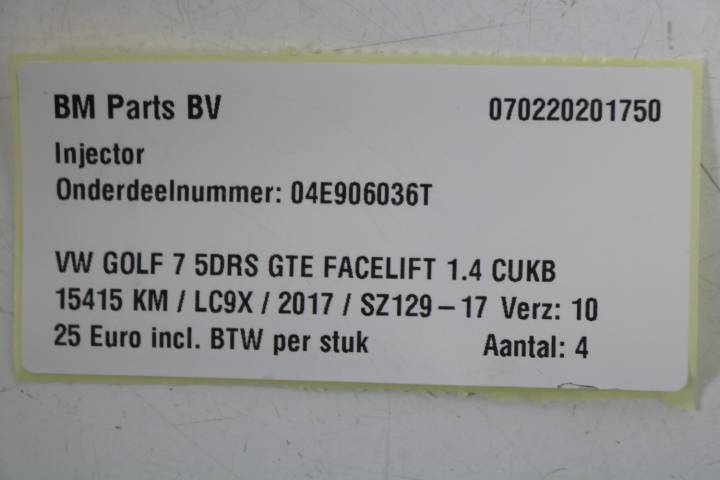 BM Parts BV 070220201750
Injector
Onderdeelnummer: 04E906036T
VW GOLF 7 5DRS GTE FACELIFT 1.4 CUKB
15415 KM / LC9X / 2017 / SZ129-17 Verz: 10
25 Euro incl. BTW per stuk Aantal: 4